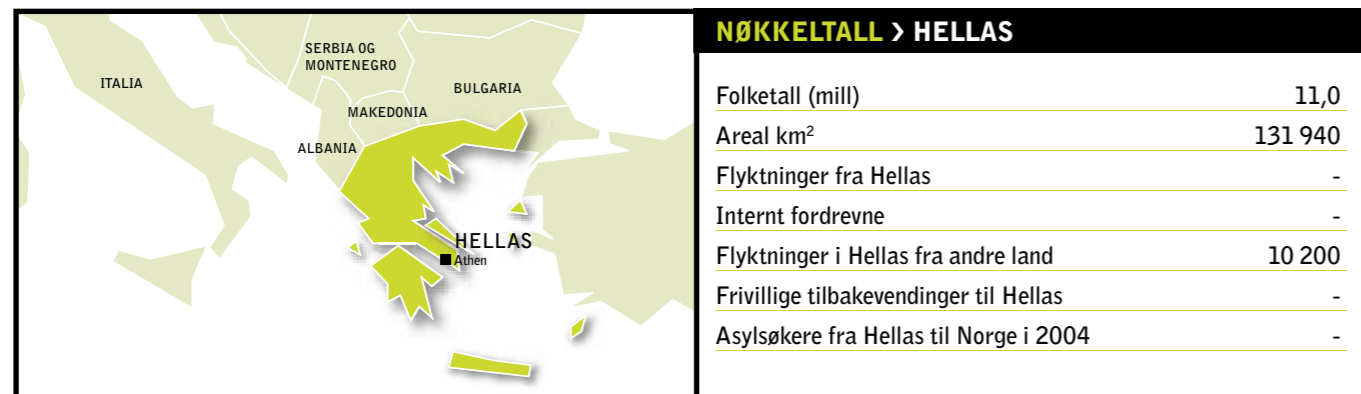 ITALIA
SERBIA OG
MONTENEGRO
BULGARIA
MAKEDONIA
ALBANIA
HELLAS
Athen
NØKKELTALL > HELLAS
Folketall (mill) 11,0
Areal km² 131 940
Flyktninger fra Hellas -
Internt fordrevne -
Flyktninger i Hellas fra andre land 10 200
Frivillige tilbakevendinger til Hellas -
Asylsøkere fra Hellas til Norge i 2004 -